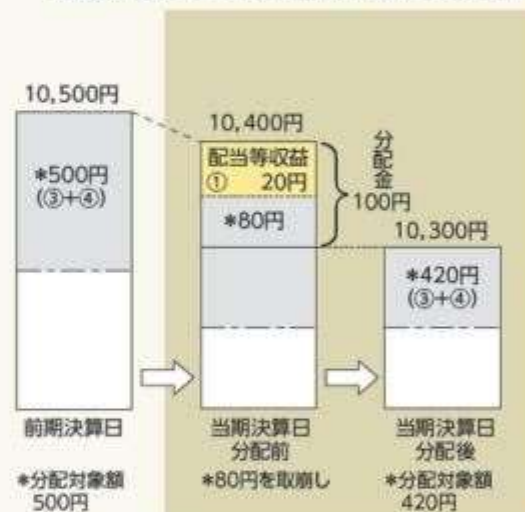 10,500円
*500円
(③+④)
前期決算日
*分配対象額
500円
10,400円
配当等収益
① 20円
*80円
分配金
100円
当期決算日
分配前
*80円を取崩し
10,300円
*420円
(③+④)
当期決算日
分配後
*分配対象額
420円